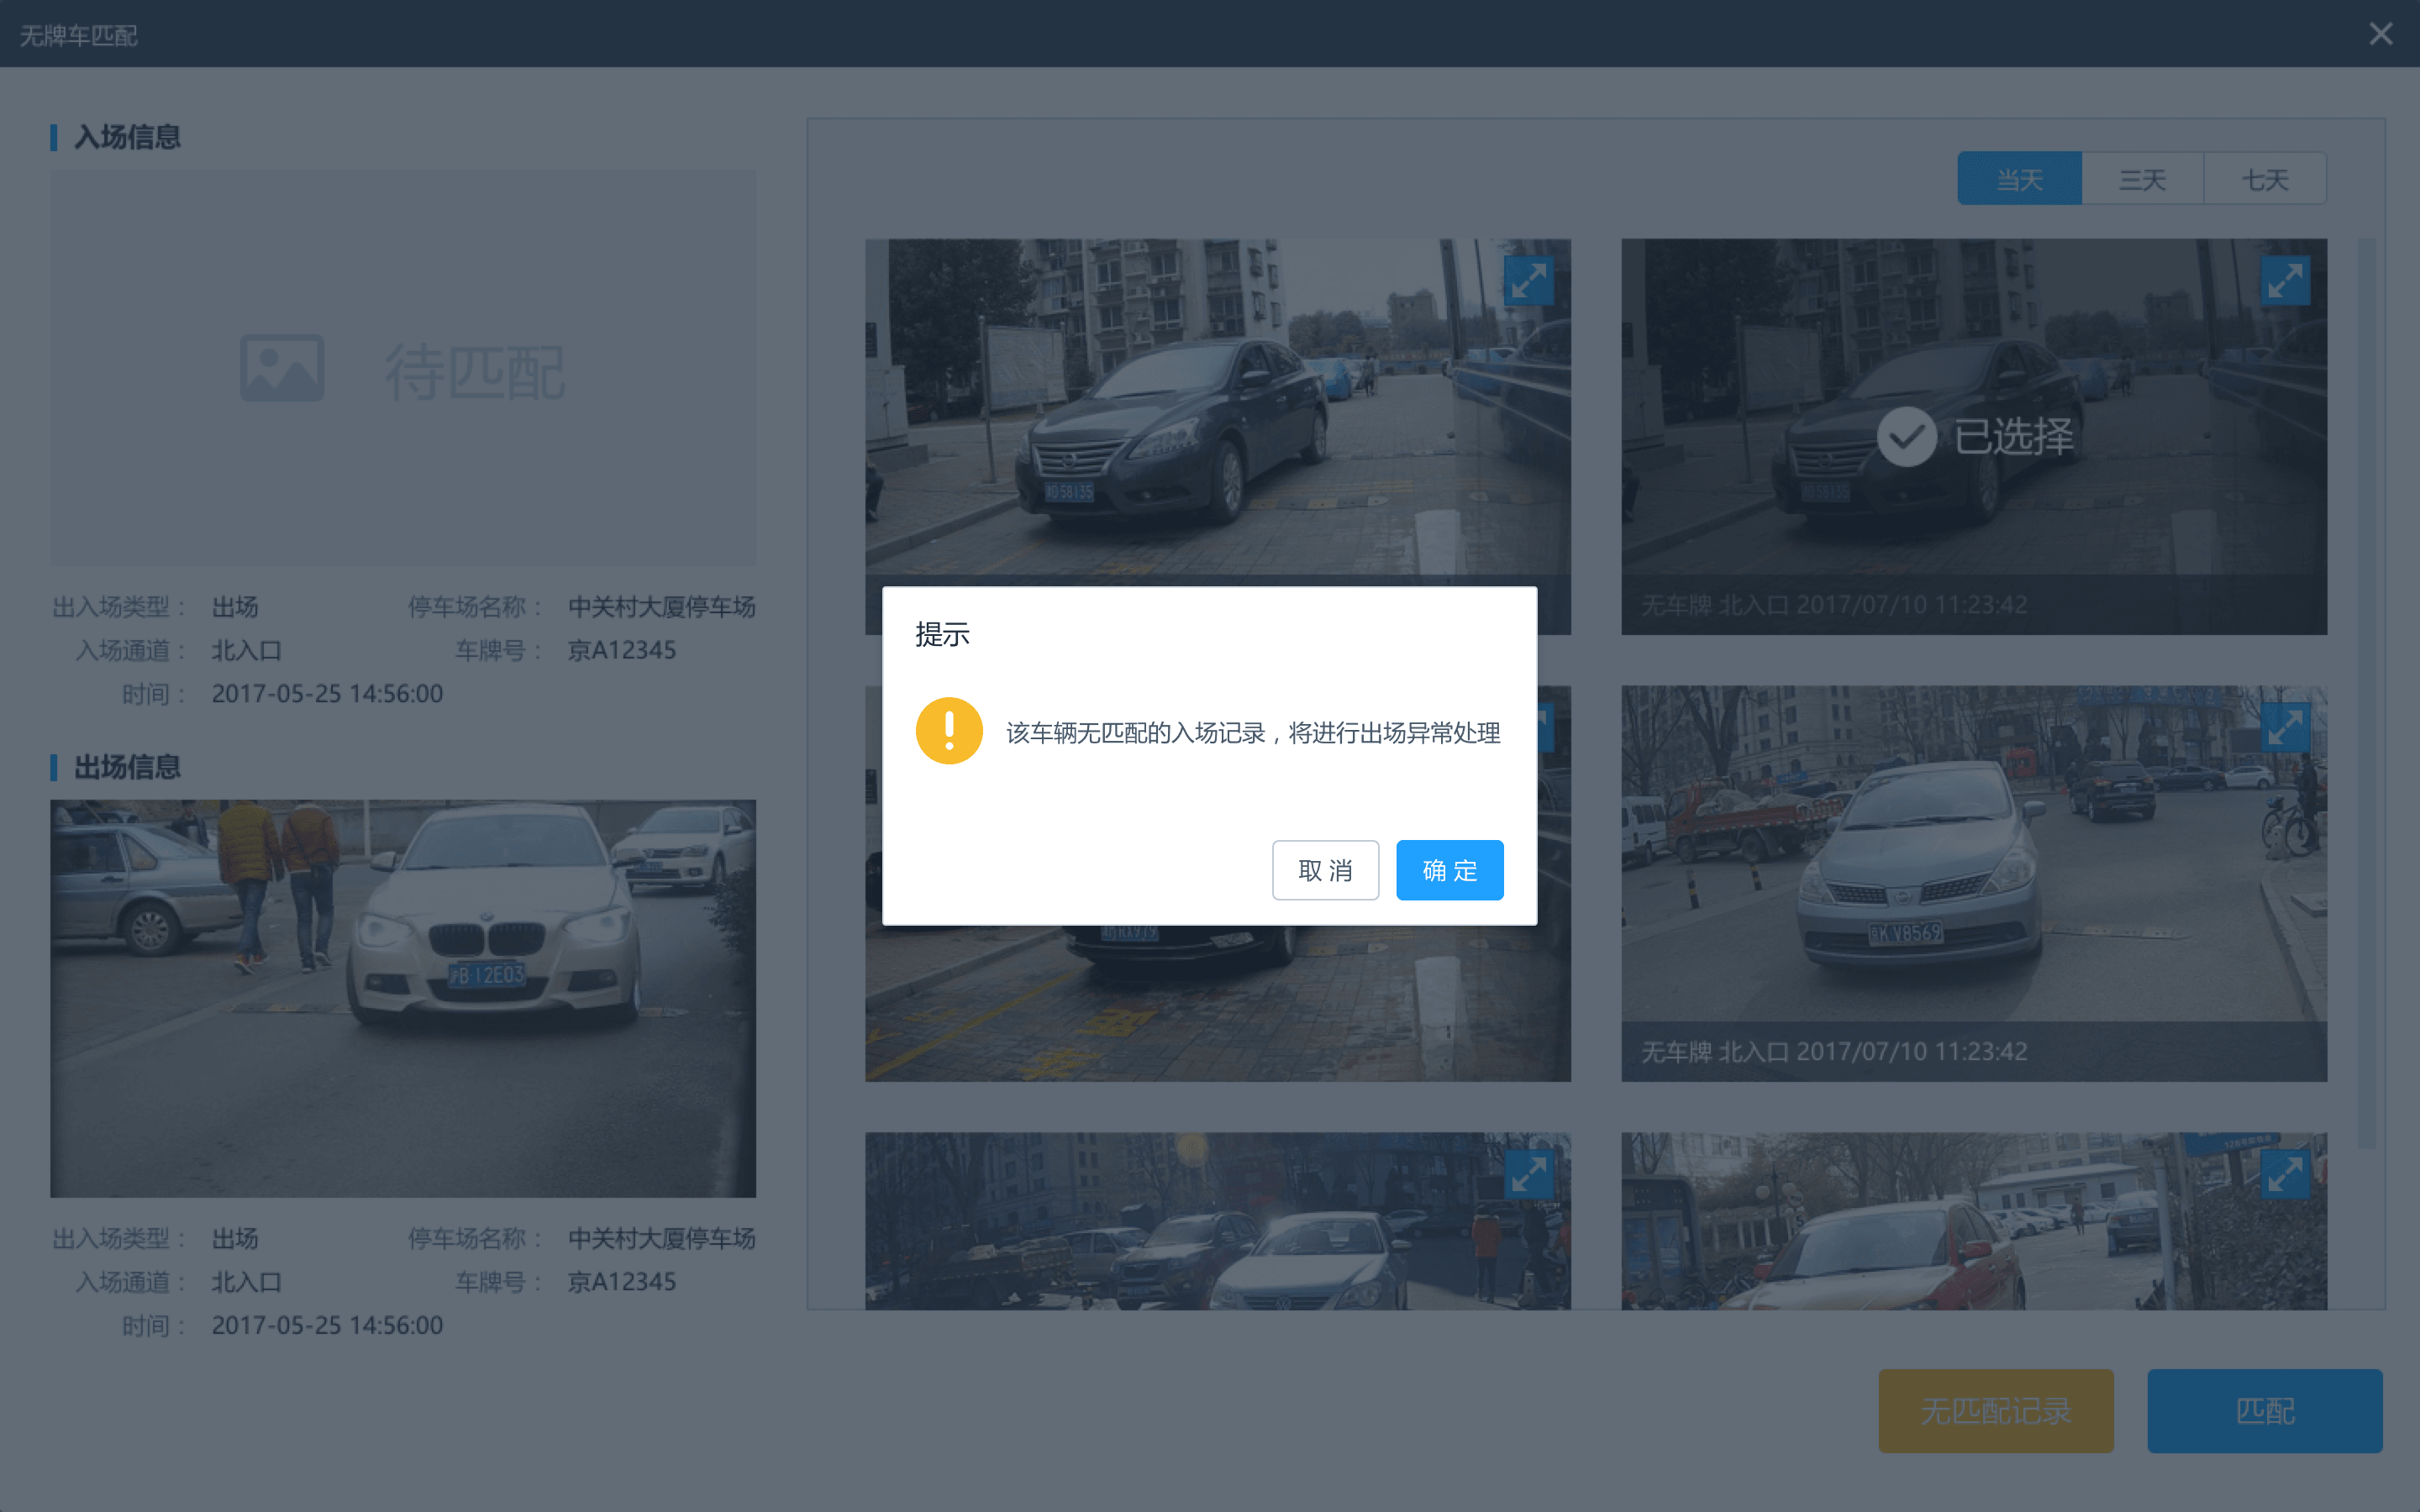 无牌车匹配
入场信息
待匹配
出入场类型： 出场 停车场名称： 中关村大厦停车场
入场通道： 北入口 车牌号： 京A12345
时间： 2017-05-25 14:56:00
出场信息
B·12E03
出入场类型： 出场 停车场名称： 中关村大厦停车场
入场通道： 北入口 车牌号： 京A12345
时间： 2017-05-25 14:56:00
当天 三天 七天
58135
已选择
无车牌 北入口 2017/07/10 11:23:42
提示
该车辆无匹配的入场记录，将进行出场异常处理
取 消 确 定
KV8569
无车牌 北入口 2017/07/10 11:23:42
无匹配记录 匹配